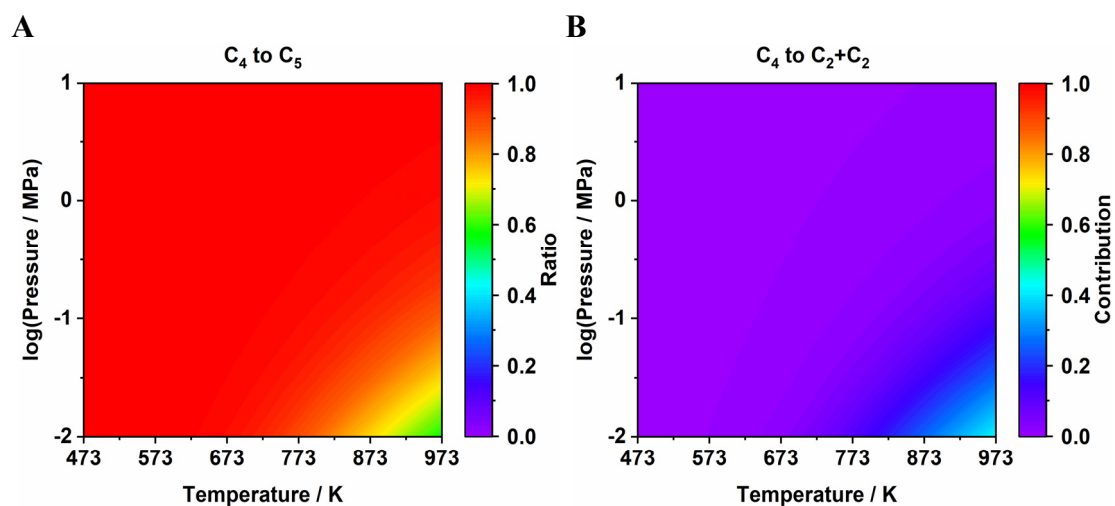 A
C₄ to C₅
log(Pressure / MPa)
1
0
-1
-2
473 573 673 773 873 973
Temperature / K
1.0
0.8
0.6
0.4
0.2
0.0
Ratio
B
C₄ to C₂+C₂
log(Pressure / MPa)
1
0
-1
-2
473 573 673 773 873 973
Temperature / K
1.0
0.8
0.6
0.4
0.2
0.0
Contribution